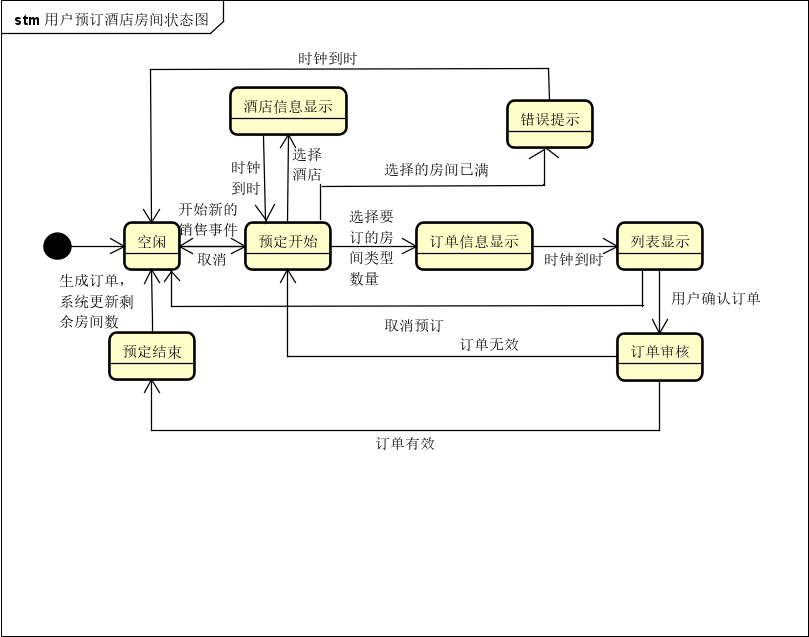 stm 用户预订酒店房间状态图
时钟到时
酒店信息显示
错误提示
时钟
到时
选择
酒店
选择的房间已满
开始新的
销售事件
取消
空闲
预定开始
选择要
订的房
间类型
数量
订单信息显示
时钟到时
列表显示
生成订单，
系统更新剩
余房间数
用户确认订单
取消预订
订单无效
预定结束
订单审核
订单有效